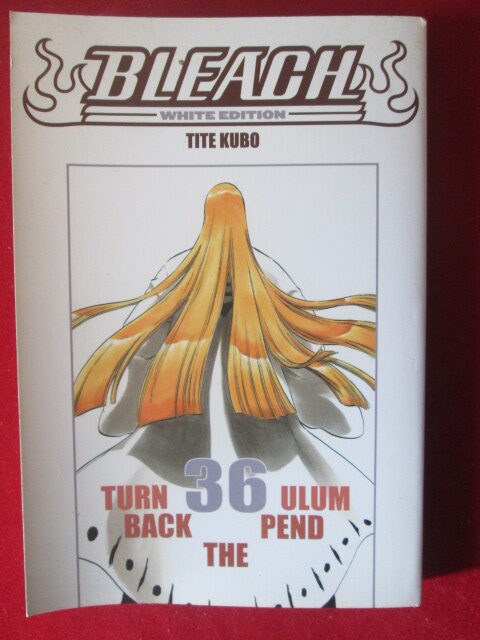 BLEACH
WHITE EDITION
TITE KUBO
36
TURN ULUM
BACK PEND
THE